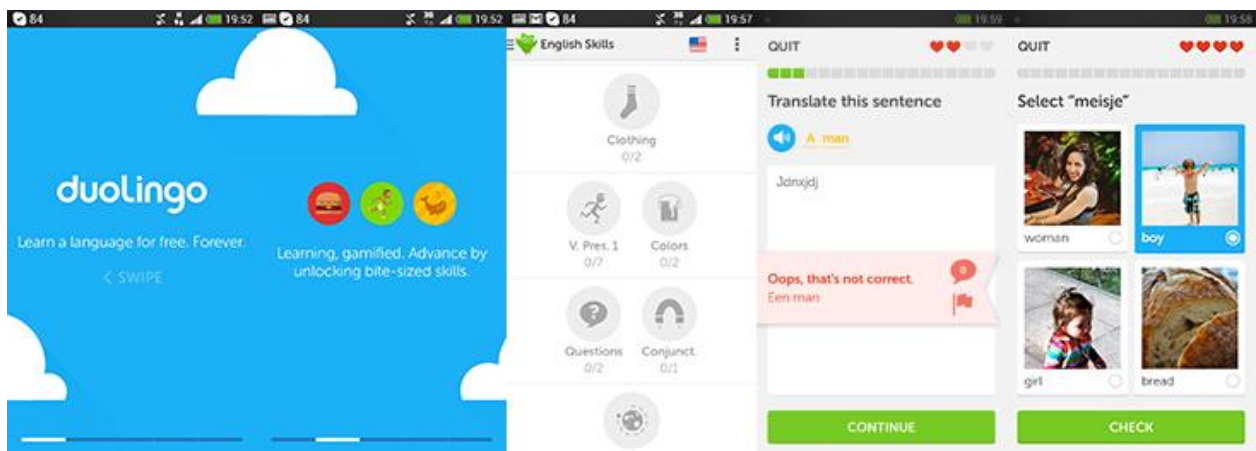 84
19:52
duolingo
Learn a language for free. Forever.
< SWIPE
84
19:52
Learning, gamified. Advance by
unlocking bite-sized skills.
84
19:57
English Skills
Clothing
0/2
V. Pres. 1
0/7
Colors
0/2
Questions
0/2
Conjunct.
0/1
19:59
QUIT
Translate this sentence
A man
Jdnxjdj
Oops, that's not correct.
0
Een man
CONTINUE
19:58
QUIT
Select "meisje"
woman
boy
girl
bread
CHECK